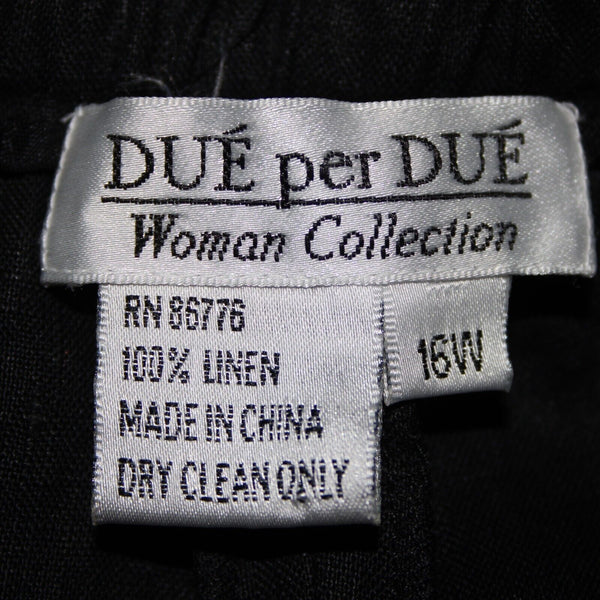 DUÉ per DUÉ
Woman Collection
RN 86776
100% LINEN
MADE IN CHINA
DRY CLEAN ONLY
16W